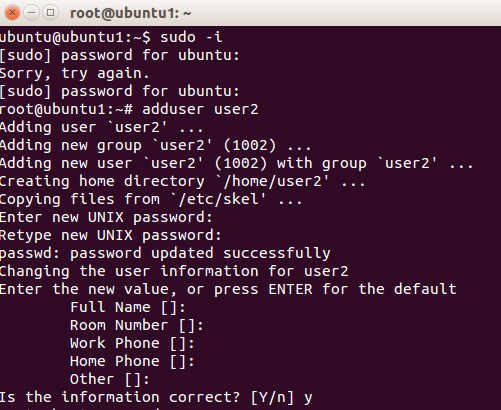 root@ubuntu1: ~
ubuntu@ubuntu1:~$ sudo -i
[sudo] password for ubuntu:
Sorry, try again.
[sudo] password for ubuntu:
root@ubuntu1:~# adduser user2
Adding user `user2' ...
Adding new group `user2' (1002) ...
Adding new user `user2' (1002) with group `user2' ...
Creating home directory `/home/user2' ...
Copying files from `/etc/skel' ...
Enter new UNIX password:
Retype new UNIX password:
passwd: password updated successfully
Changing the user information for user2
Enter the new value, or press ENTER for the default
Full Name []:
Room Number []:
Work Phone []:
Home Phone []:
Other []:
Is the information correct? [Y/n] y